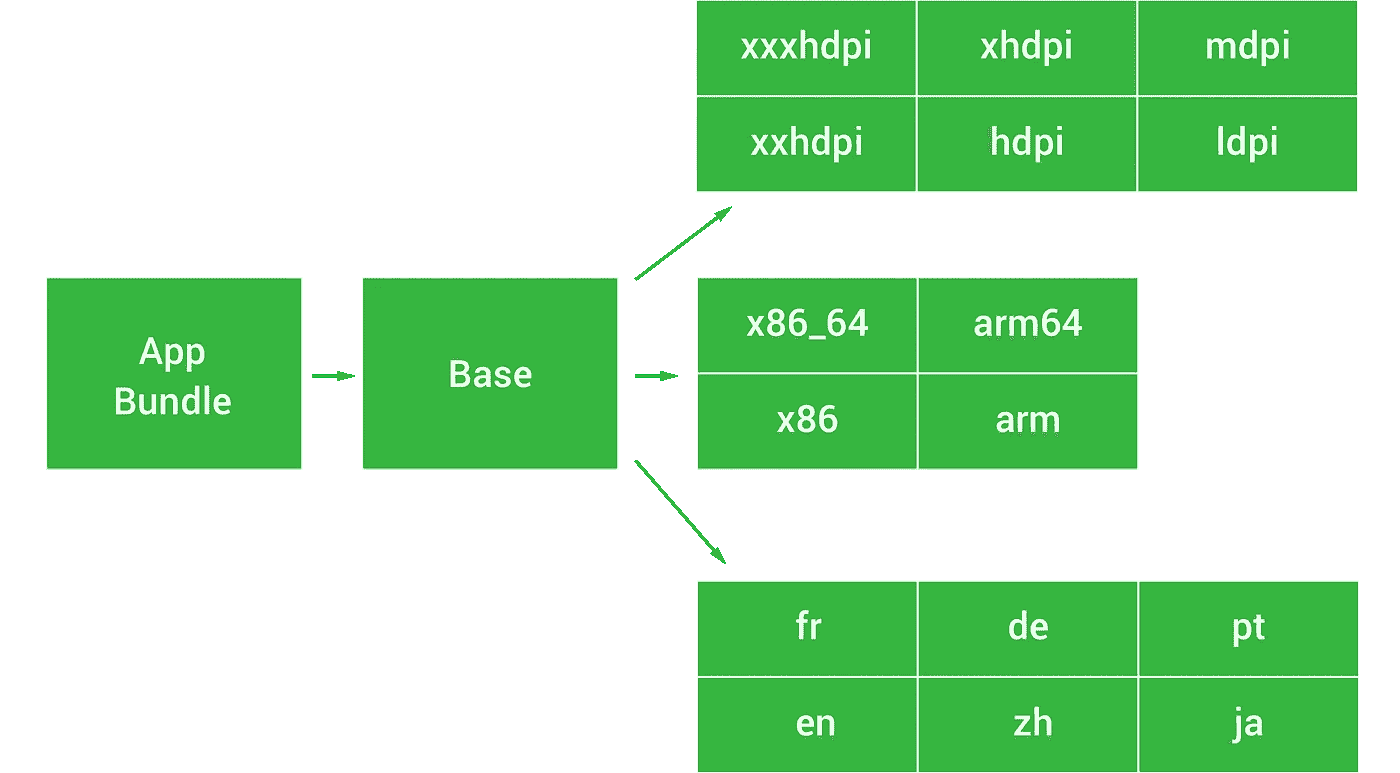 xxxhdpi xhdpi mdpi
xxhdpi hdpi ldpi
App
Bundle
Base
x86_64 arm64
x86 arm
fr de pt
en zh ja